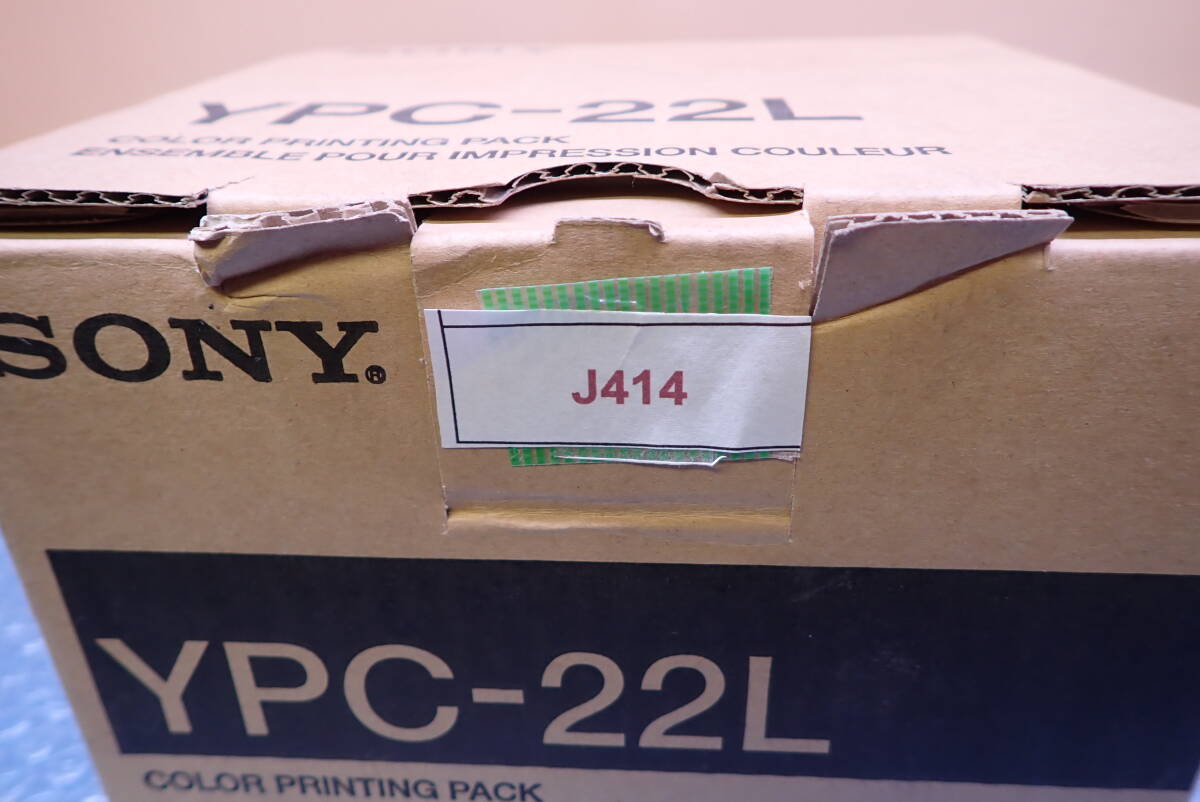 YPC-22L
COLOR PRINTING PACK
ENSEMBLE POUR IMPRESSION COULEUR
SONY®
J414
YPC-22L
COLOR PRINTING PACK